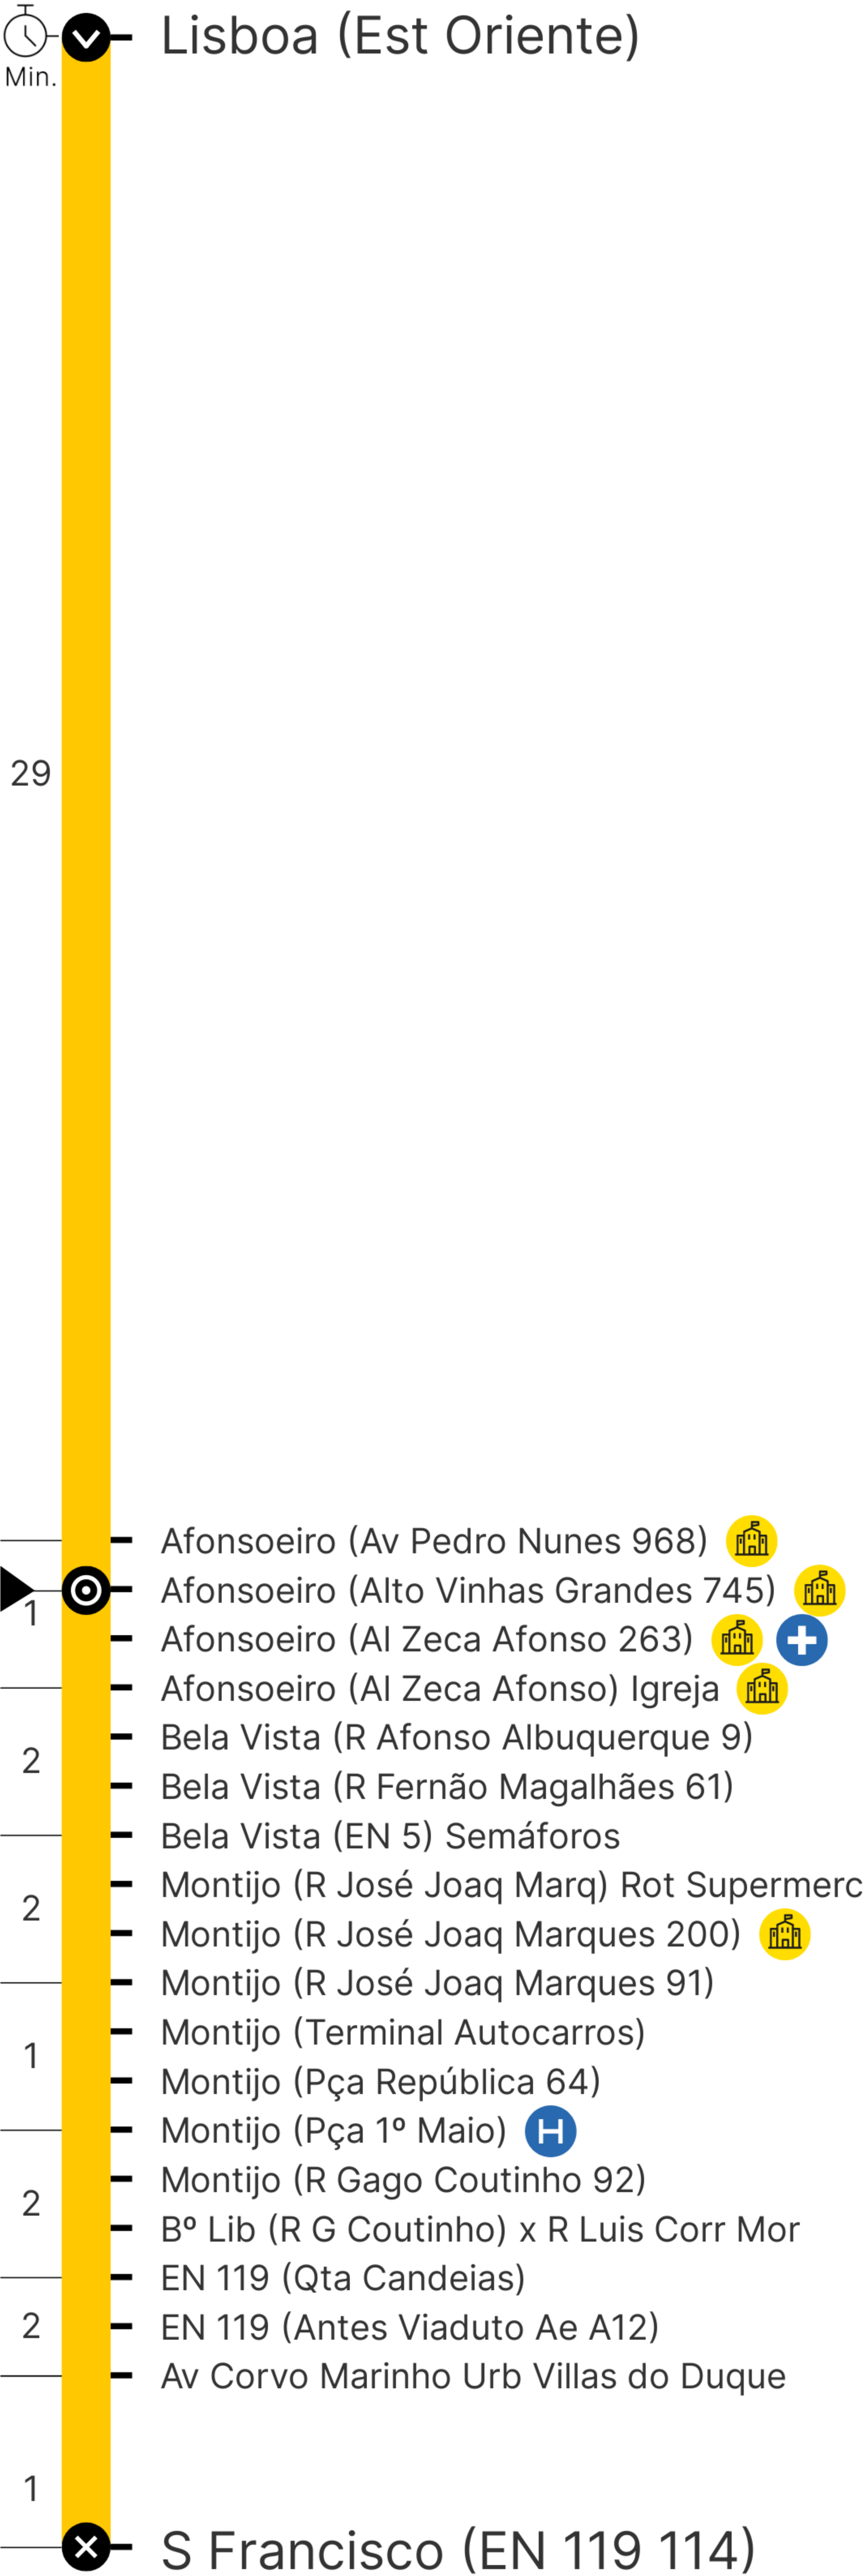 Lisboa (Est Oriente)
Min.
29
Afonsoeiro (Av Pedro Nunes 968)
Afonsoeiro (Alto Vinhas Grandes 745)
1
Afonsoeiro (Al Zeca Afonso 263)
Afonsoeiro (Al Zeca Afonso) Igreja
Bela Vista (R Afonso Albuquerque 9)
2
Bela Vista (R Fernão Magalhães 61)
Bela Vista (EN 5) Semáforos
Montijo (R José Joaq Marq) Rot Supermerc
2
Montijo (R José Joaq Marques 200)
Montijo (R José Joaq Marques 91)
Montijo (Terminal Autocarros)
1
Montijo (Pça República 64)
Montijo (Pça 1º Maio) H
Montijo (R Gago Coutinho 92)
2
Bº Lib (R G Coutinho) x R Luis Corr Mor
EN 119 (Qta Candeias)
2
EN 119 (Antes Viaduto Ae A12)
Av Corvo Marinho Urb Villas do Duque
1
S Francisco (EN 119 114)